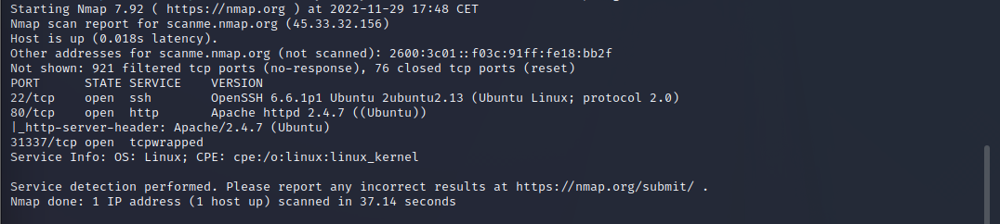 Starting Nmap 7.92 ( https://nmap.org ) at 2022-11-29 17:48 CET
Nmap scan report for scanme.nmap.org (45.33.32.156)
Host is up (0.018s latency).
Other addresses for scanme.nmap.org (not scanned): 2600:3c01::f03c:91ff:fe18:bb2f
Not shown: 921 filtered tcp ports (no-response), 76 closed tcp ports (reset)
PORT      STATE SERVICE    VERSION
22/tcp    open  ssh        OpenSSH 6.6.1p1 Ubuntu 2ubuntu2.13 (Ubuntu Linux; protocol 2.0)
80/tcp    open  http       Apache httpd 2.4.7 ((Ubuntu))
|_http-server-header: Apache/2.4.7 (Ubuntu)
31337/tcp open  tcpwrapped
Service Info: OS: Linux; CPE: cpe:/o:linux:linux_kernel
Service detection performed. Please report any incorrect results at https://nmap.org/submit/ .
Nmap done: 1 IP address (1 host up) scanned in 37.14 seconds